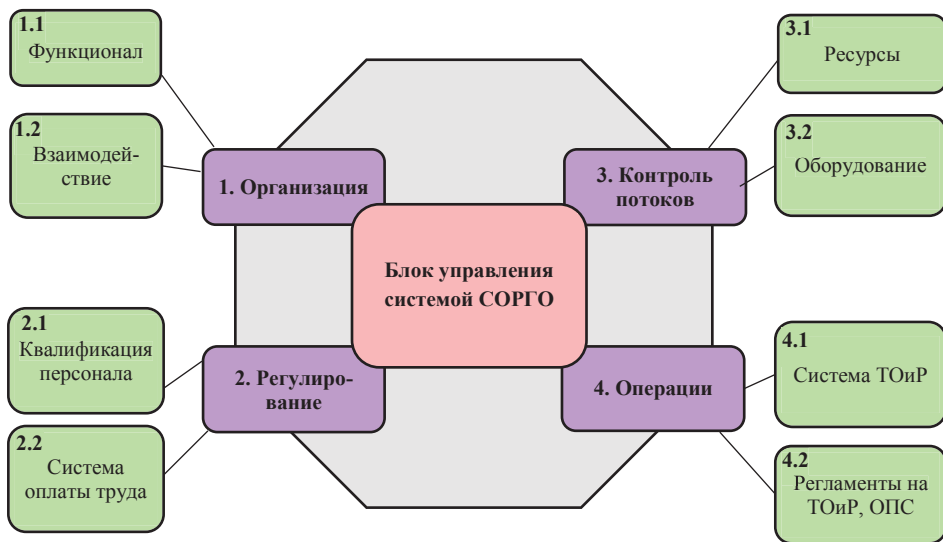 1.1
Функционал
1.2
Взаимодей-
ствие
1. Организация
2.1
Квалификация
персонала
2.2
Система
оплаты труда
2. Регулиро-
вание
Блок управления
системой СОРГО
3.1
Ресурсы
3.2
Оборудование
3. Контроль
потоков
4.1
Система ТОиР
4.2
Регламенты на
ТОиР, ОПС
4. Операции